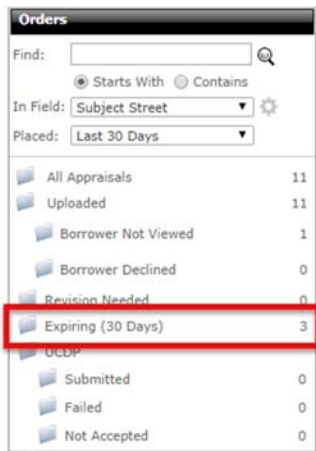 Orders
Find:
Starts With Contains
In Field: Subject Street
Placed: Last 30 Days
All Appraisals 11
Uploaded 11
Borrower Not Viewed 1
Borrower Declined 0
Revision Needed 0
Expiring (30 Days) 3
UCDP
Submitted 0
Failed 0
Not Accepted 0